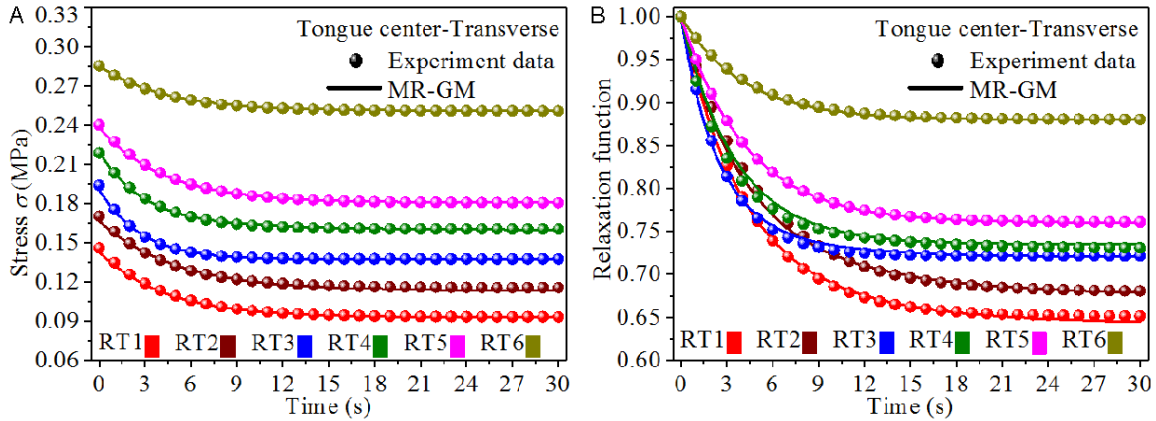 A
Tongue center-Transverse
Experiment data
MR-GM
Stress σ (MPa)
0.33
0.30
0.27
0.24
0.21
0.18
0.15
0.12
0.09
0.06
RT1 RT2 RT3 RT4 RT5 RT6
0 3 6 9 12 15 18 21 24 27 30
Time (s)
B
Tongue center-Transverse
Experiment data
MR-GM
Relaxation function
1.00
0.95
0.90
0.85
0.80
0.75
0.70
0.65
0.60
RT1 RT2 RT3 RT4 RT5 RT6
0 3 6 9 12 15 18 21 24 27 30
Time (s)